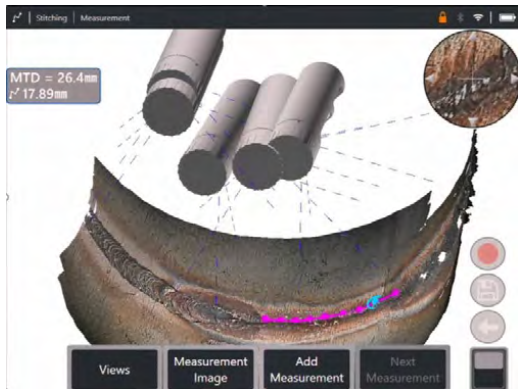 Stitching | Measurement
MTD = 26.4mm
17.89mm
Views
Measurement
Image
Add
Measurement
Next
Measurement